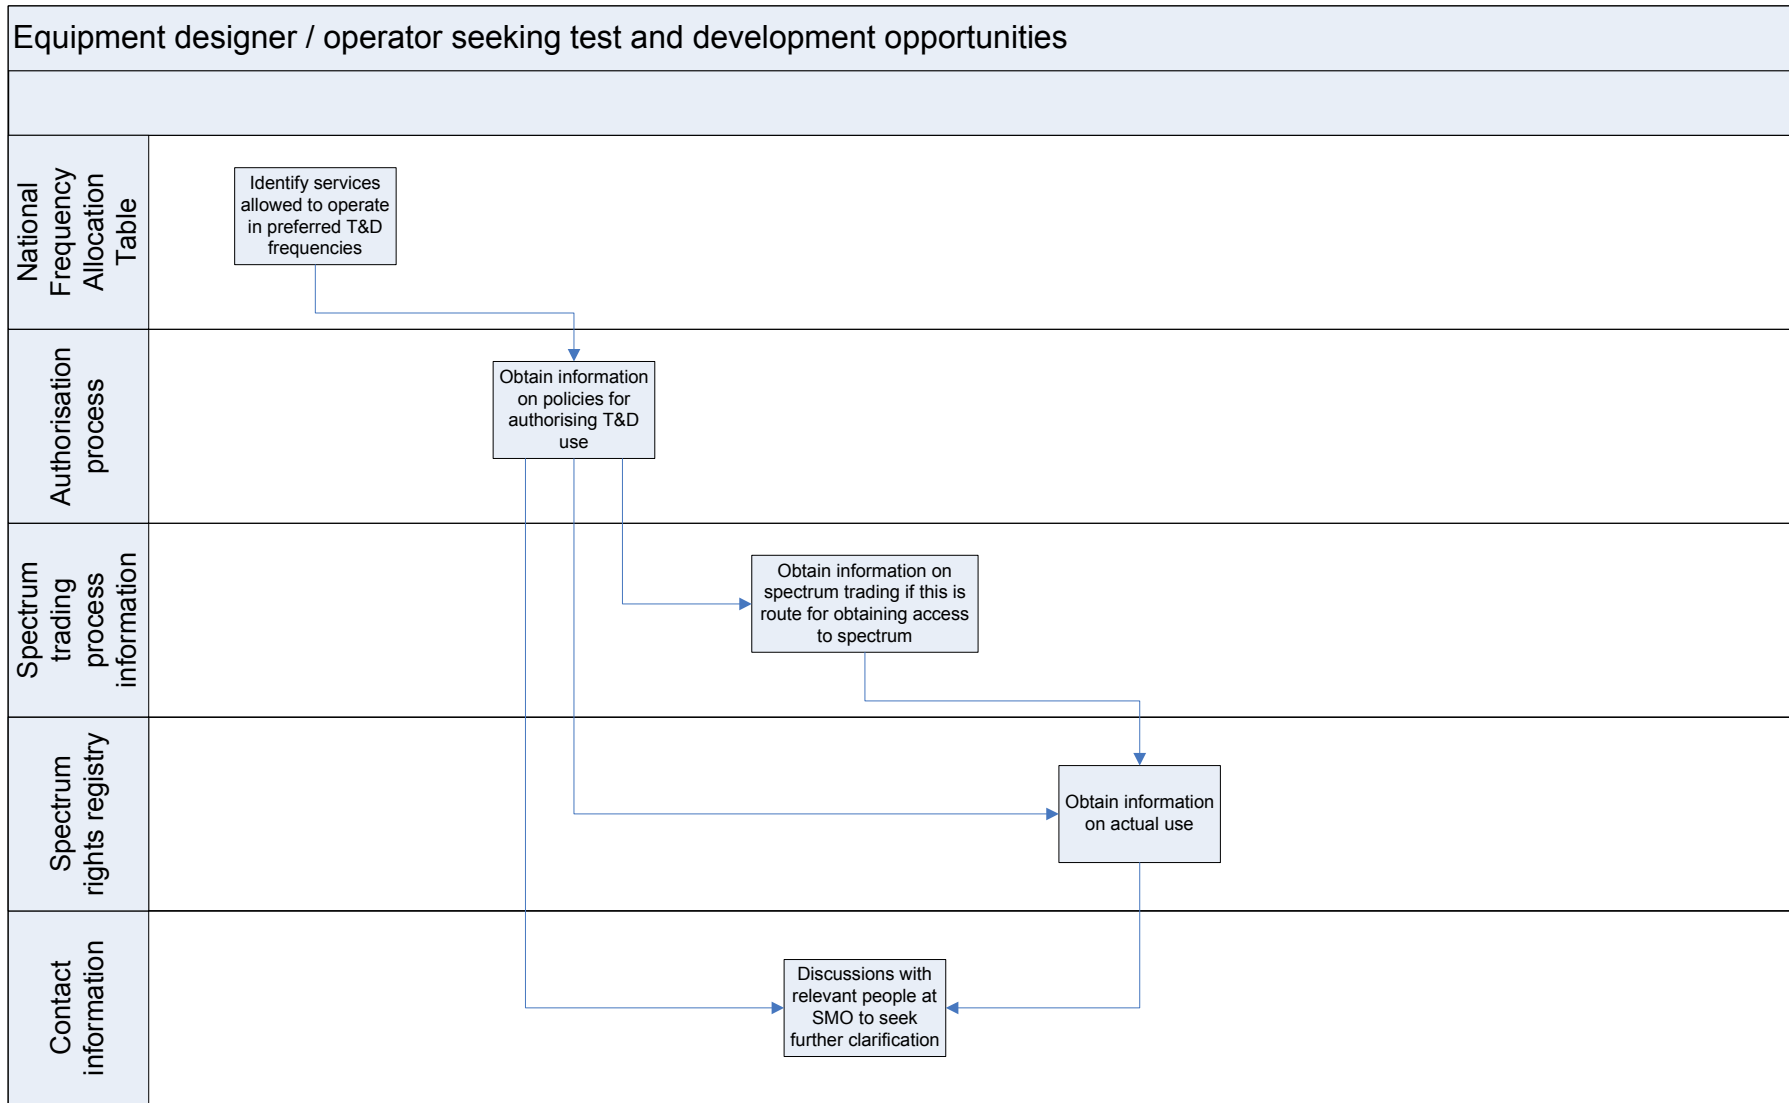 Equipment designer / operator seeking test and development opportunities
National
Frequency
Allocation
Table
Identify services
allowed to operate
in preferred T&D
frequencies
Authorisation
process
Obtain information
on policies for
authorising T&D
use
Spectrum
trading
process
information
Obtain information on
spectrum trading if this is
route for obtaining access
to spectrum
Spectrum
rights registry
Obtain information
on actual use
Contact
information
Discussions with
relevant people at
SMO to seek
further clarification